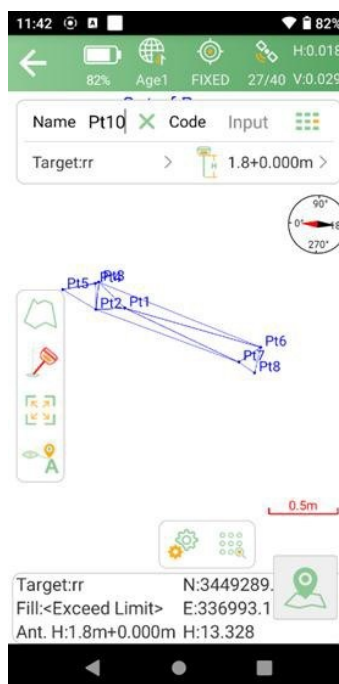 11:42 82%
82% Age1 FIXED 27/40 H:0.018 V:0.029
Name Pt10 Code Input
Target:rr 1.8+0.000m
90°
0°
270°
Pt5
Pt2 Pt1
Pt6
Pt7
Pt8
0.5m
Target:rr N:3449289.
Fill:<Exceed Limit> E:336993.1
Ant. H:1.8m+0.000m H:13.328